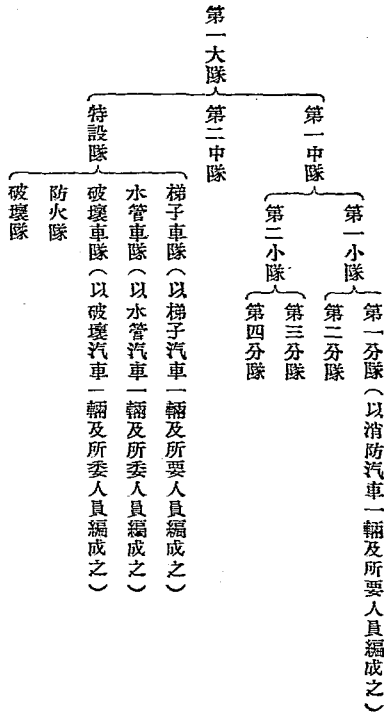 第一大隊
第一中隊
第一小隊
第一分隊（以消防汽車一輛及所要人員編成之）
第二分隊
第二小隊
第三分隊
第四分隊
第二中隊
特設隊
梯子車隊（以梯子汽車一輛及所要人員編成之）
水管車隊（以水管汽車一輛及所委人員編成之）
破壞車隊（以破壞汽車一輛及所委人員編成之）
防火隊
破壞隊